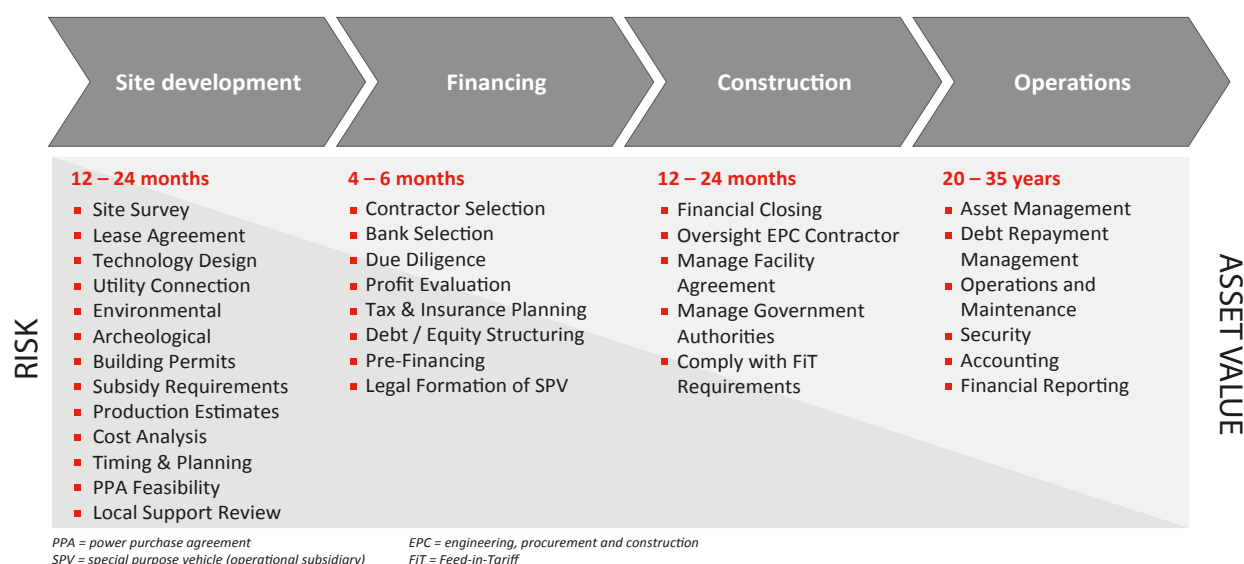 Site development
Financing
Construction
Operations
12 – 24 months
Site Survey
Lease Agreement
Technology Design
Utility Connection
Environmental
Archeological
Building Permits
Subsidy Requirements
Production Estimates
Cost Analysis
Timing & Planning
PPA Feasibility
Local Support Review
4 – 6 months
Contractor Selection
Bank Selection
Due Diligence
Profit Evaluation
Tax & Insurance Planning
Debt / Equity Structuring
Pre-Financing
Legal Formation of SPV
12 – 24 months
Financial Closing
Oversight EPC Contractor
Manage Facility
Agreement
Manage Government
Authorities
Comply with FiT
Requirements
20 – 35 years
Asset Management
Debt Repayment
Management
Operations and
Maintenance
Security
Accounting
Financial Reporting
RISK
ASSET VALUE
PPA = power purchase agreement
SPV = special purpose vehicle (operational subsidiary)
EPC = engineering, procurement and construction
FiT = Feed-in-Tariff